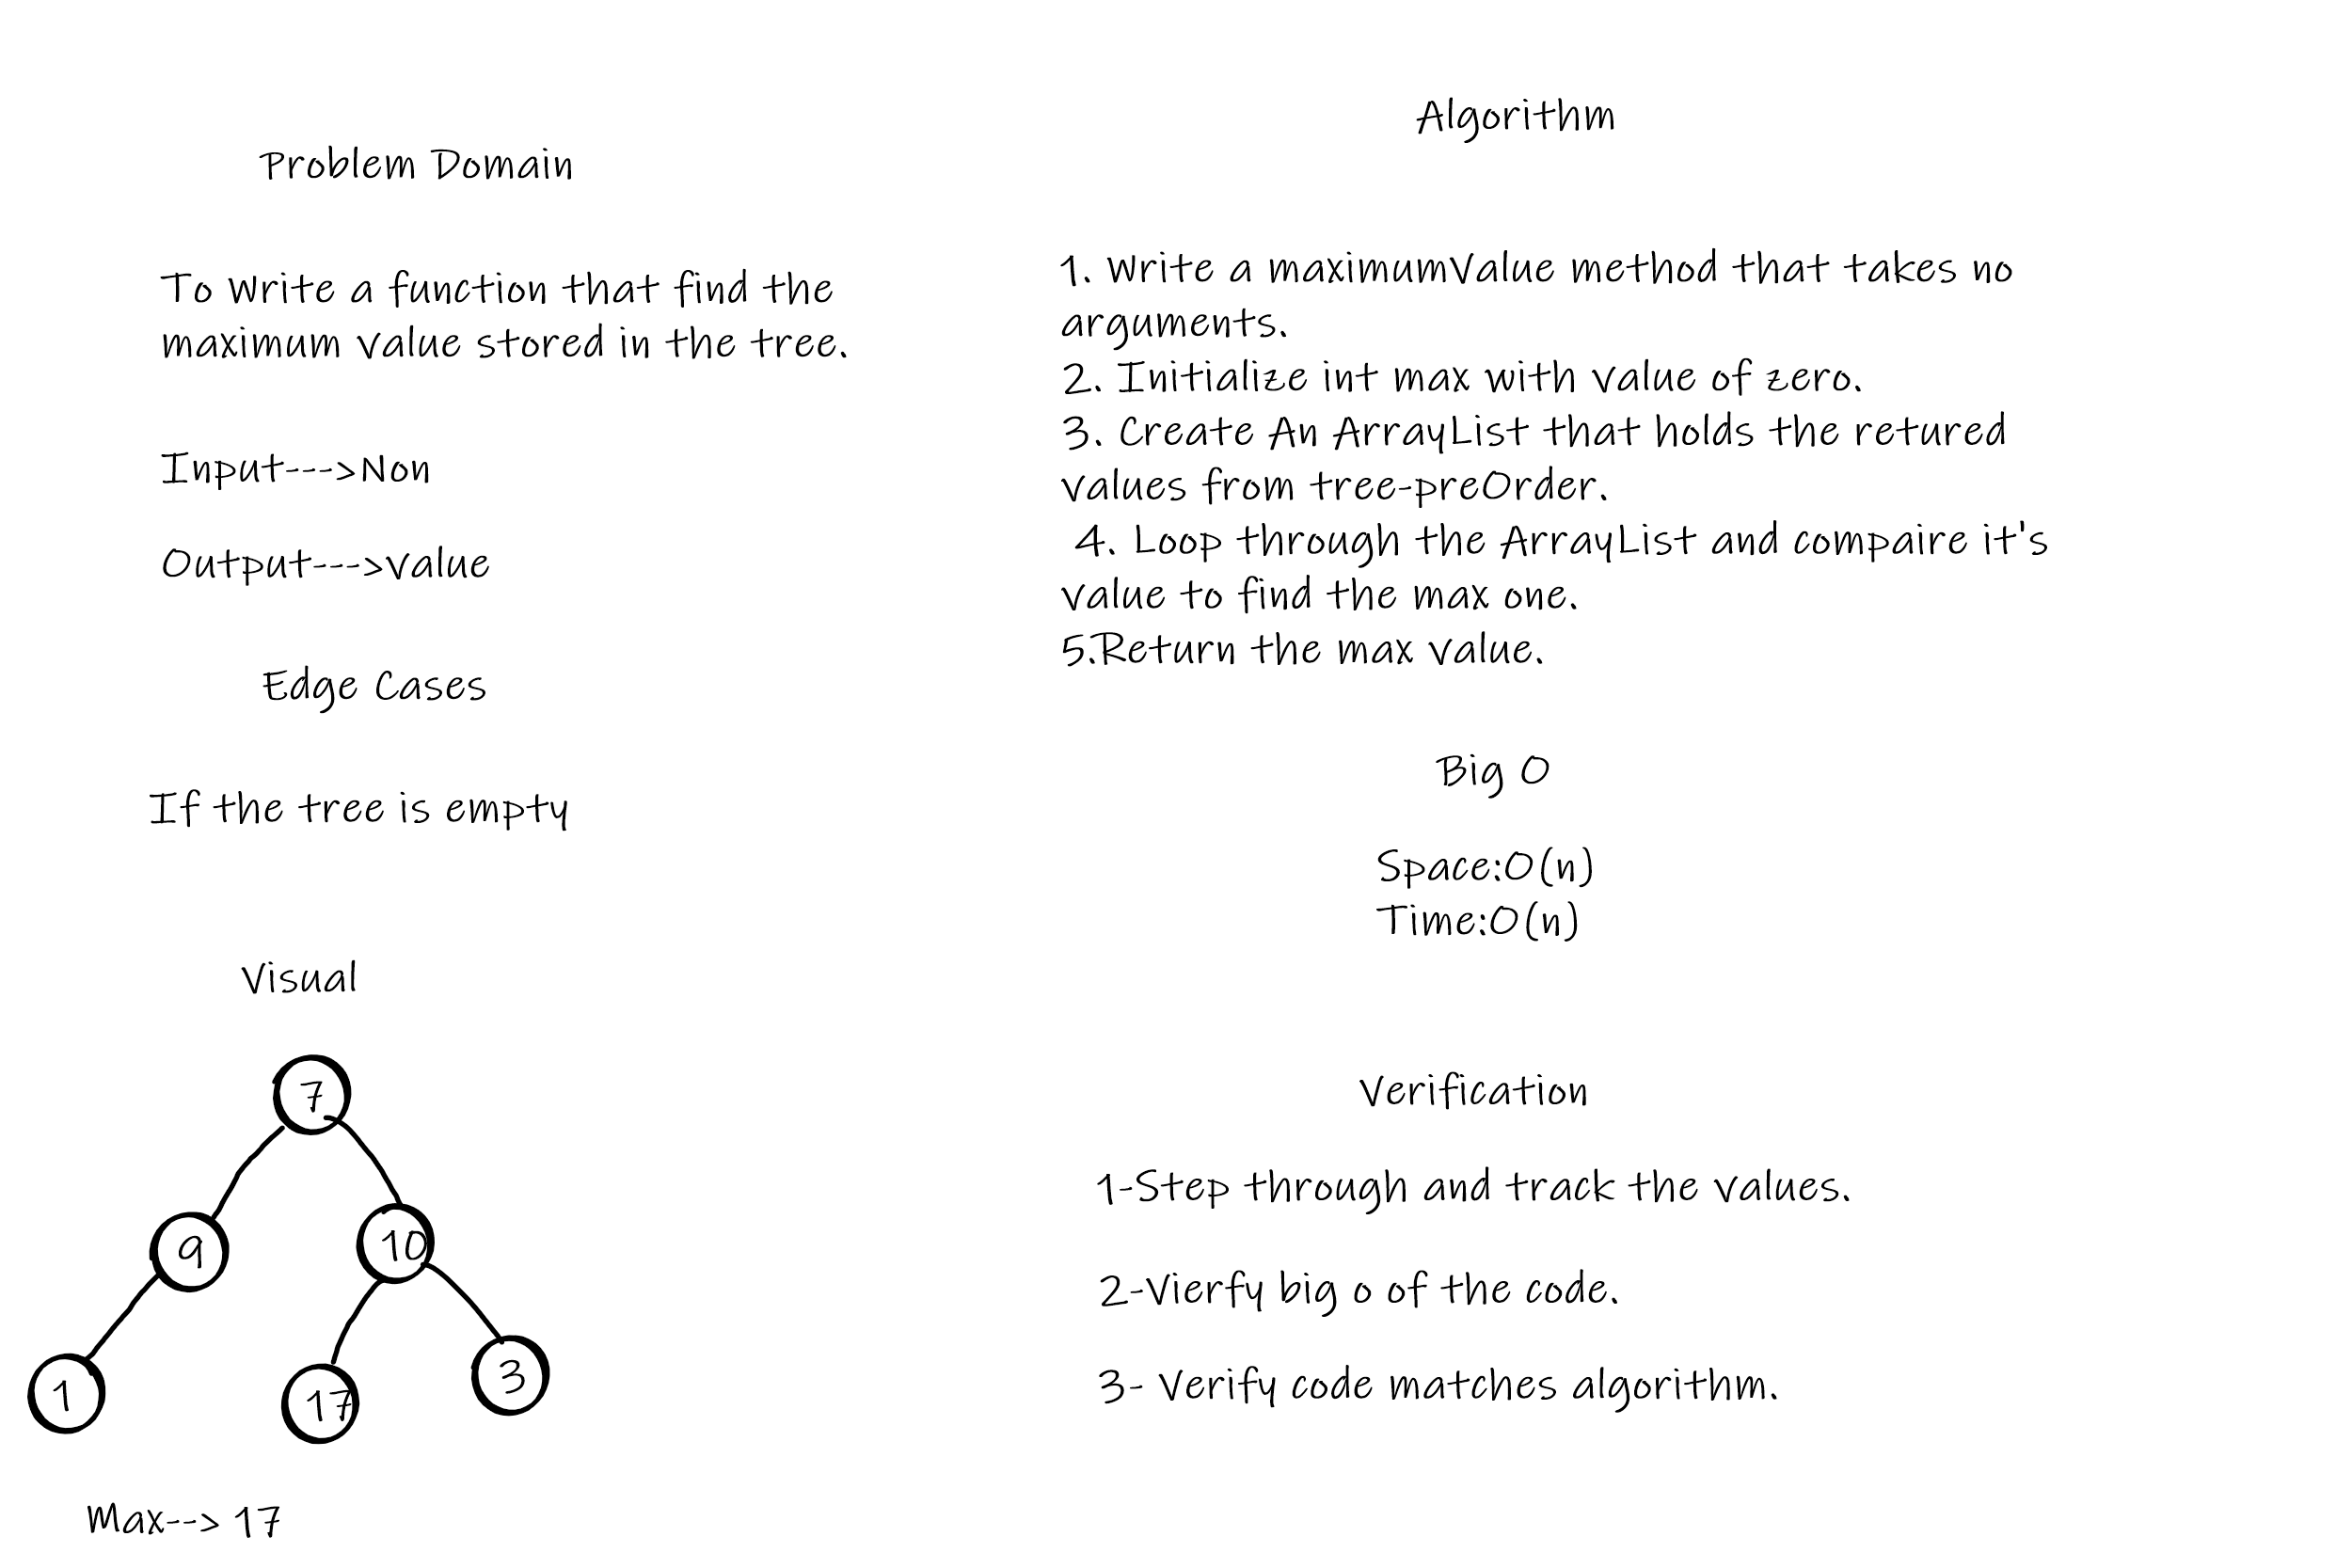 Problem Domain
To write a function that find the
maximum value stored in the tree.
Input--->Non
Output--->value
Edge Cases
If the tree is empty
Visual
7
9
10
1
17
3
Max--> 17
Algorithm
1. Write a maximumValue method that takes no
arguments.
2. Initialize int max with value of zero.
3. Create An ArrayList that holds the retured
values from tree-preOrder.
4. Loop through the ArrayList and compaire it's
value to find the max one.
5.Return the max value.
Big O
Space:O(n)
Time:O(n)
Verification
1-Step through and track the values.
2-Vierfy big o of the code.
3- Verify code matches algorithm.